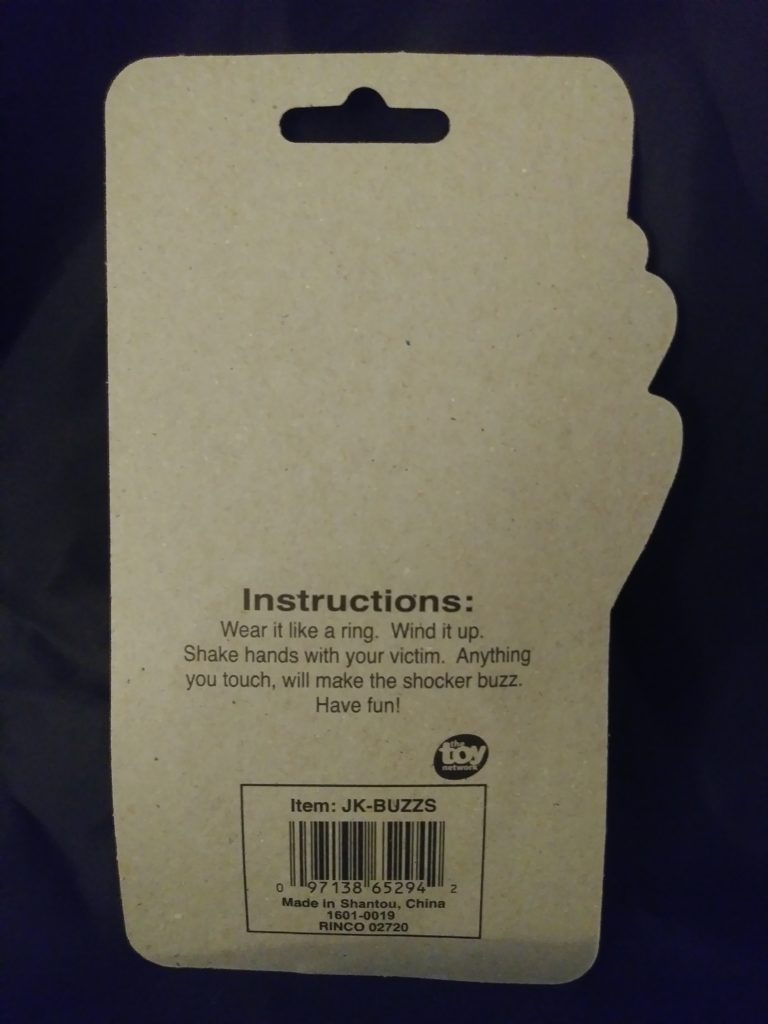 Instructions:
Wear it like a ring. Wind it up.
Shake hands with your victim. Anything
you touch, will make the shocker buzz.
Have fun!
the
toy
network
Item: JK-BUZZS
0 97138 65294 2
Made in Shantou, China
1601-0019
RINCO 02720